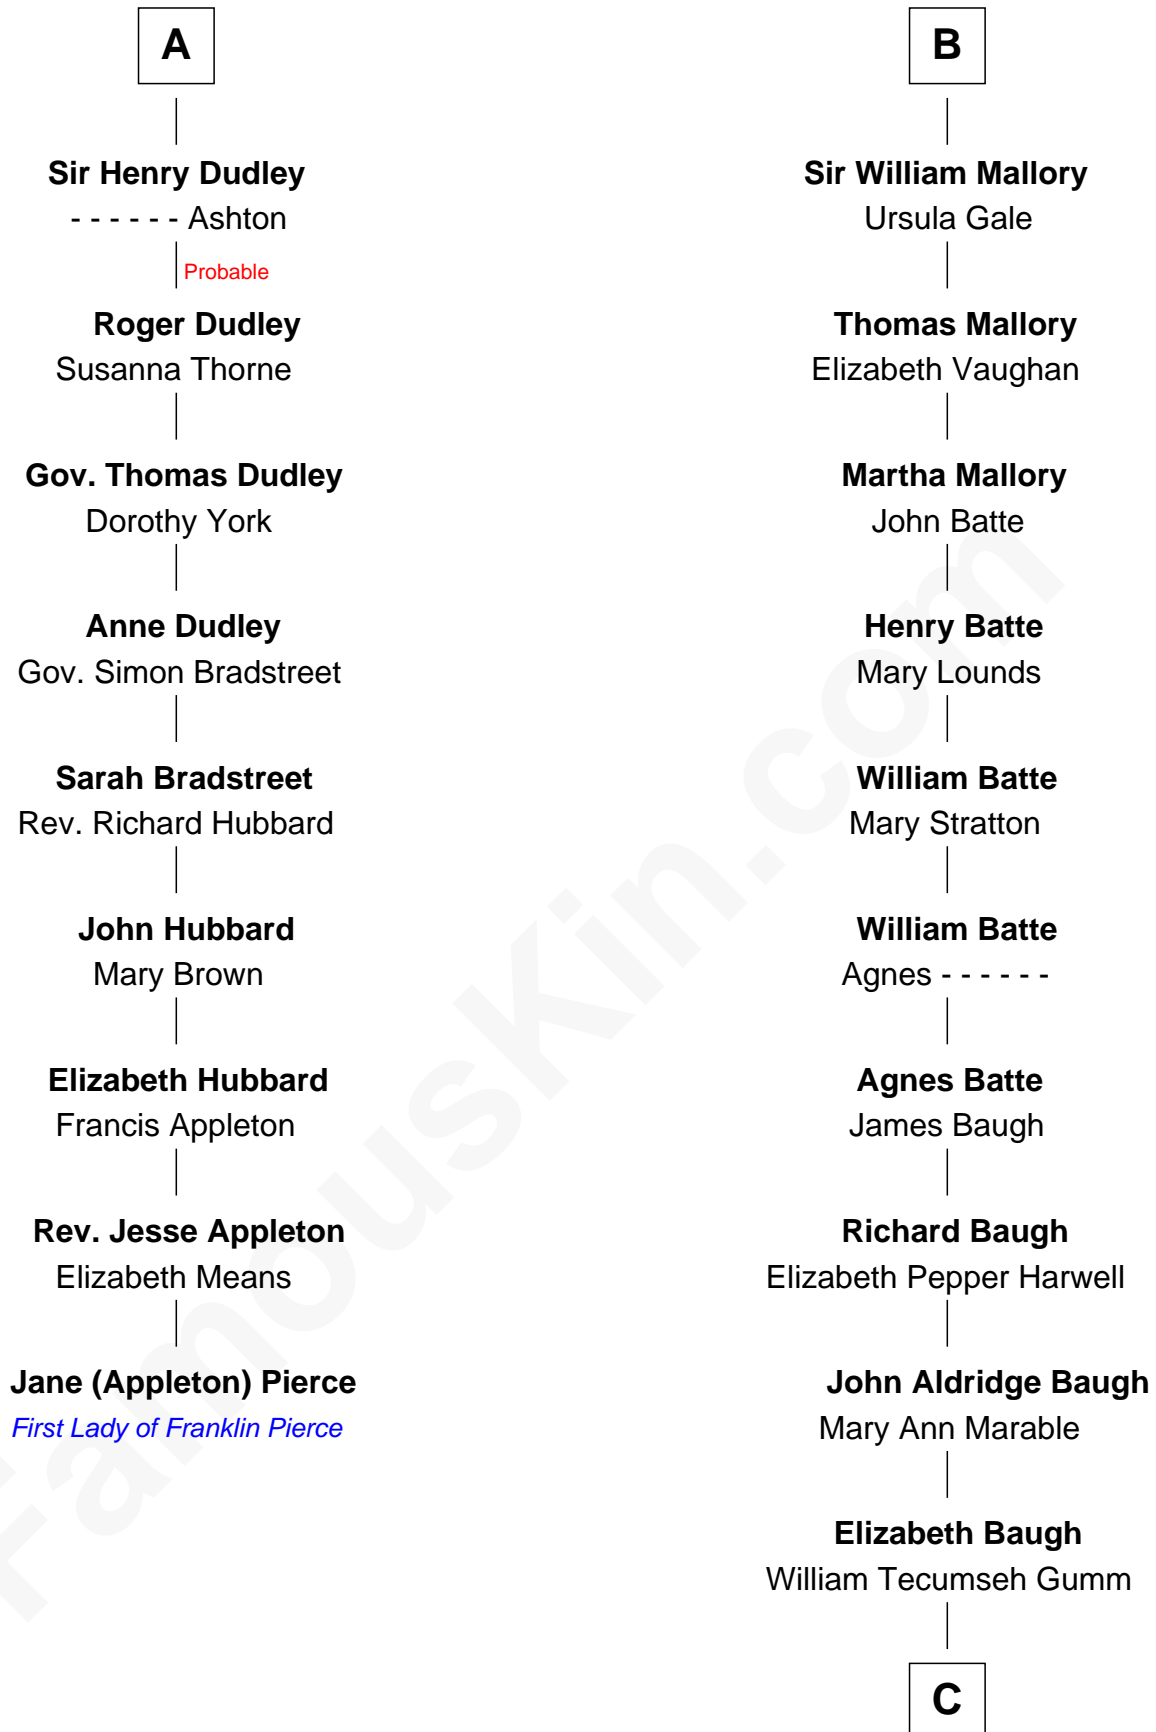 A
Sir Henry Dudley
- - - - - - Ashton
Probable
Roger Dudley
Susanna Thorne
Gov. Thomas Dudley
Dorothy York
Anne Dudley
Gov. Simon Bradstreet
Sarah Bradstreet
Rev. Richard Hubbard
John Hubbard
Mary Brown
Elizabeth Hubbard
Francis Appleton
Rev. Jesse Appleton
Elizabeth Means
Jane (Appleton) Pierce
First Lady of Franklin Pierce
B
Sir William Mallory
Ursula Gale
Thomas Mallory
Elizabeth Vaughan
Martha Mallory
John Batte
Henry Batte
Mary Lounds
William Batte
Mary Stratton
William Batte
Agnes - - - - - -
Agnes Batte
James Baugh
Richard Baugh
Elizabeth Pepper Harwell
John Aldridge Baugh
Mary Ann Marable
Elizabeth Baugh
William Tecumseh Gumm
C
FamousKin.com